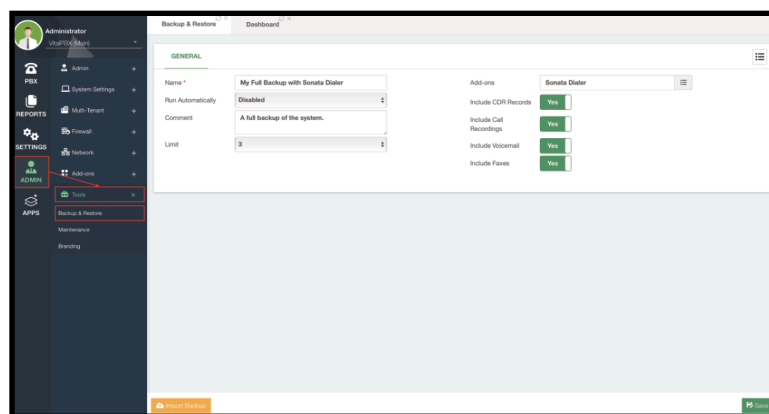 Administrator
VitalPBX (Main)
PBX
REPORTS
SETTINGS
ADMIN
APPS
Admin +
System Settings +
Multi-Tenant +
Firewall +
Network +
Add-ons +
Tools
Backup & Restore
Maintenance
Branding
Backup & Restore
Dashboard
GENERAL
Name * My Full Backup with Sonata Dialer
Run Automatically Disabled
Comment A full backup of the system.
Limit 3
Add-ons Sonata Dialer
Include CDR Records Yes
Include Call
Recordings Yes
Include Voicemail Yes
Include Faxes Yes
Import Backup
Save